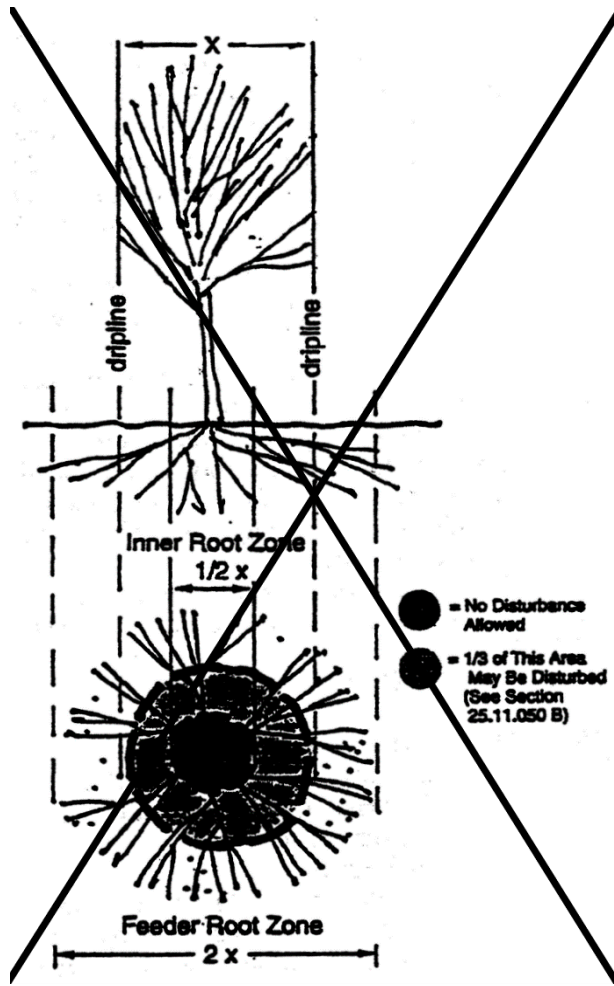 X
dripline
dripline
Inner Root Zone
1/2 x
= No Disturbance
Allowed
= 1/3 of This Area
May Be Disturbed
(See Section
25.11.050 B)
Feeder Root Zone
2 x